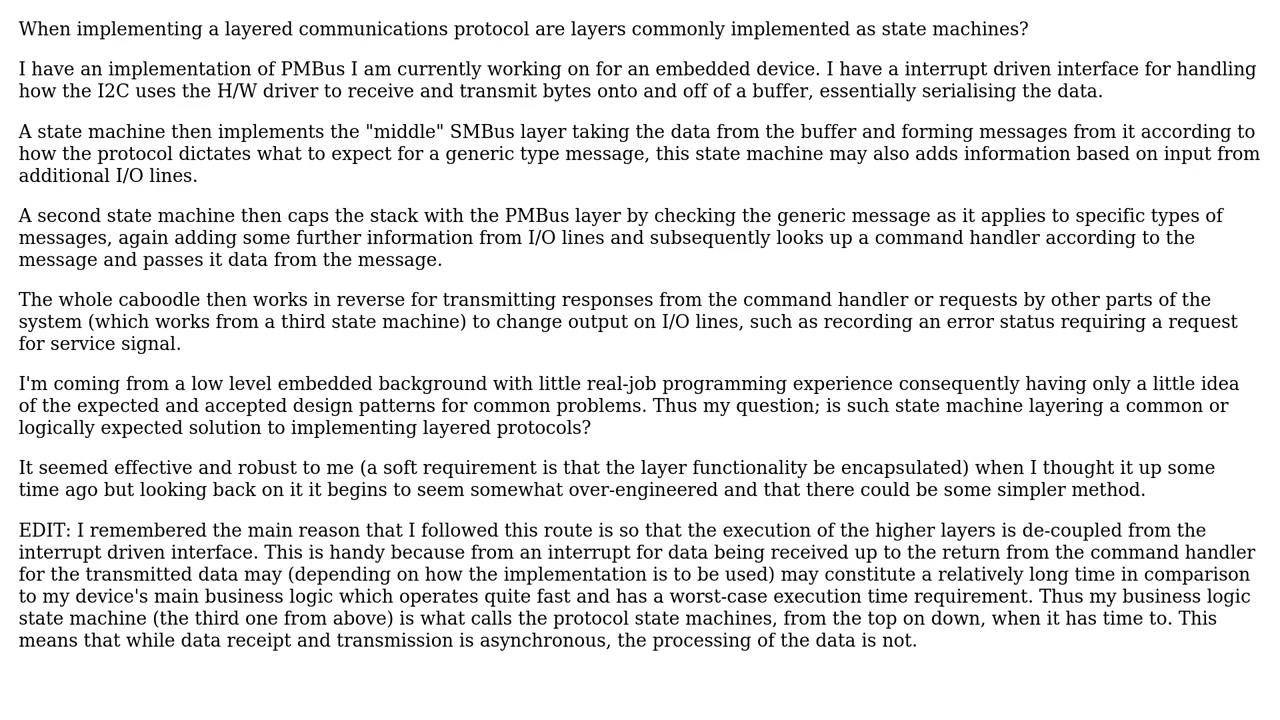 When implementing a layered communications protocol are layers commonly implemented as state machines?
I have an implementation of PMBus I am currently working on for an embedded device. I have a interrupt driven interface for handling
how the I2C uses the H/W driver to receive and transmit bytes onto and off of a buffer, essentially serialising the data.
A state machine then implements the "middle" SMBus layer taking the data from the buffer and forming messages from it according to
how the protocol dictates what to expect for a generic type message, this state machine may also adds information based on input from
additional I/O lines.
A second state machine then caps the stack with the PMBus layer by checking the generic message as it applies to specific types of
messages, again adding some further information from I/O lines and subsequently looks up a command handler according to the
message and passes it data from the message.
The whole caboodle then works in reverse for transmitting responses from the command handler or requests by other parts of the
system (which works from a third state machine) to change output on I/O lines, such as recording an error status requiring a request
for service signal.
I'm coming from a low level embedded background with little real-job programming experience consequently having only a little idea
of the expected and accepted design patterns for common problems. Thus my question; is such state machine layering a common or
logically expected solution to implementing layered protocols?
It seemed effective and robust to me (a soft requirement is that the layer functionality be encapsulated) when I thought it up some
time ago but looking back on it it begins to seem somewhat over-engineered and that there could be some simpler method.
EDIT: I remembered the main reason that I followed this route is so that the execution of the higher layers is de-coupled from the
interrupt driven interface. This is handy because from an interrupt for data being received up to the return from the command handler
for the transmitted data may (depending on how the implementation is to be used) may constitute a relatively long time in comparison
to my device's main business logic which operates quite fast and has a worst-case execution time requirement. Thus my business logic
state machine (the third one from above) is what calls the protocol state machines, from the top on down, when it has time to. This
means that while data receipt and transmission is asynchronous, the processing of the data is not.